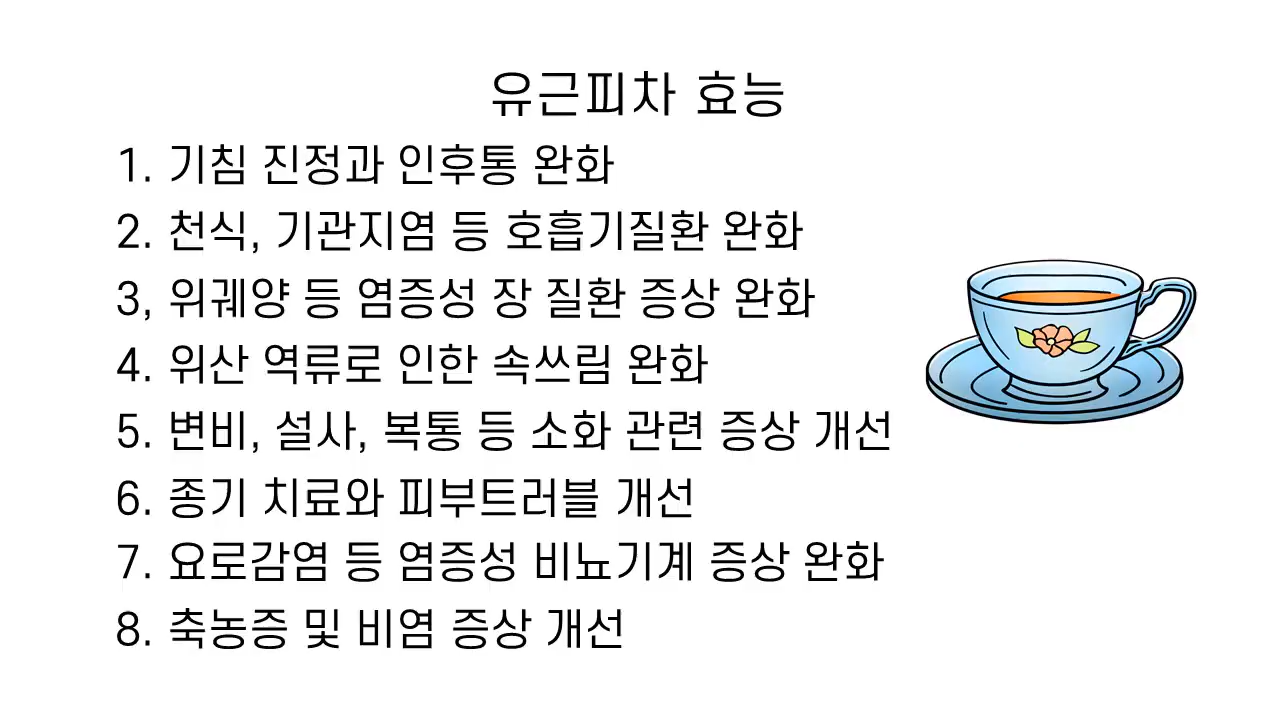 유근피차 효능
1. 기침 진정과 인후통 완화
2. 천식, 기관지염 등 호흡기질환 완화
3, 위궤양 등 염증성 장 질환 증상 완화
4. 위산 역류로 인한 속쓰림 완화
5. 변비, 설사, 복통 등 소화 관련 증상 개선
6. 종기 치료와 피부트러블 개선
7. 요로감염 등 염증성 비뇨기계 증상 완화
8. 축농증 및 비염 증상 개선